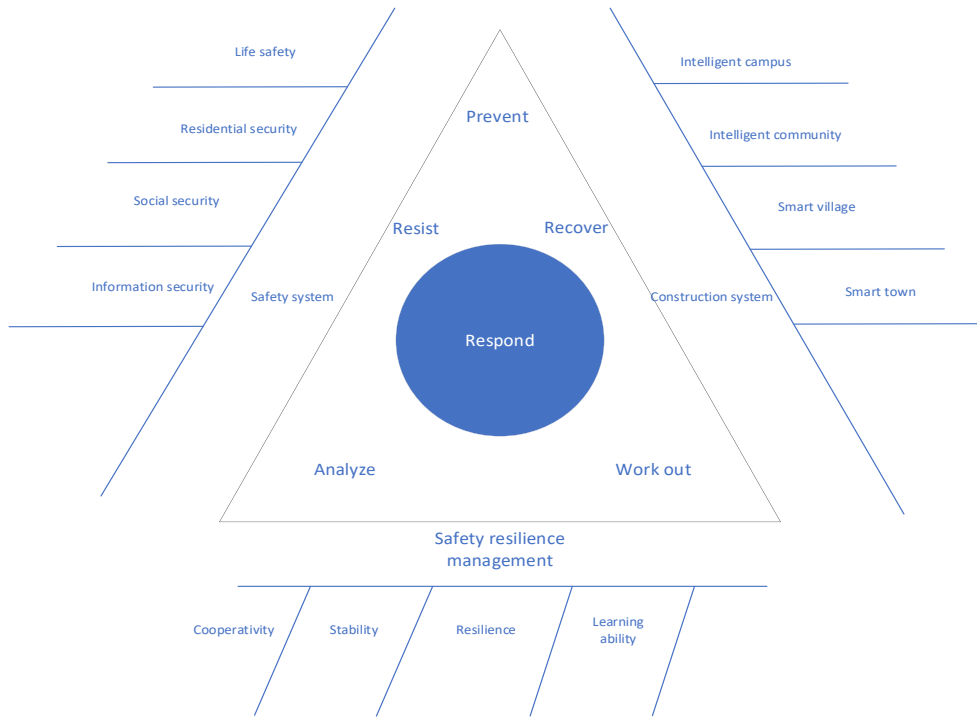 Life safety
Intelligent campus
Prevent
Residential security
Intelligent community
Social security
Smart village
Resist
Recover
Information security
Safety system
Construction system
Smart town
Respond
Analyze
Work out
Safety resilience
management
Cooperativity
Stability
Resilience
Learning
ability